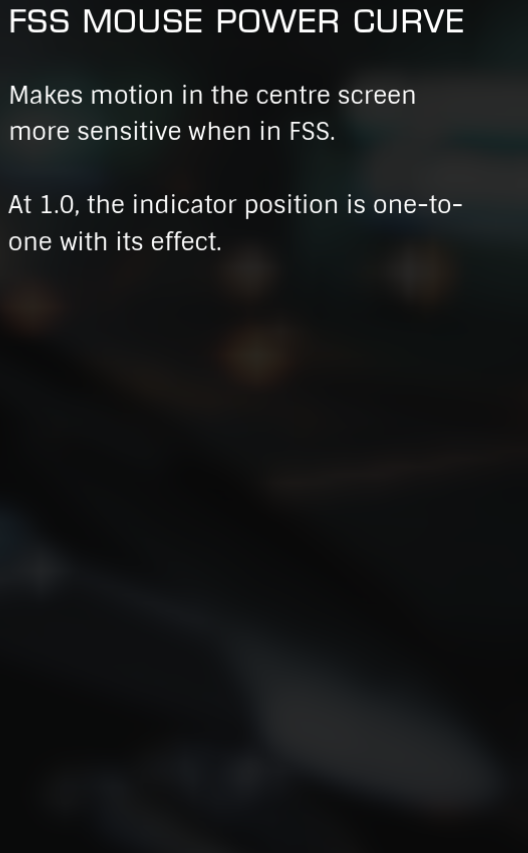 FSS MOUSE POWER CURVE
Makes motion in the centre screen
more sensitive when in FSS.
At 1.0, the indicator position is one-to-
one with its effect.